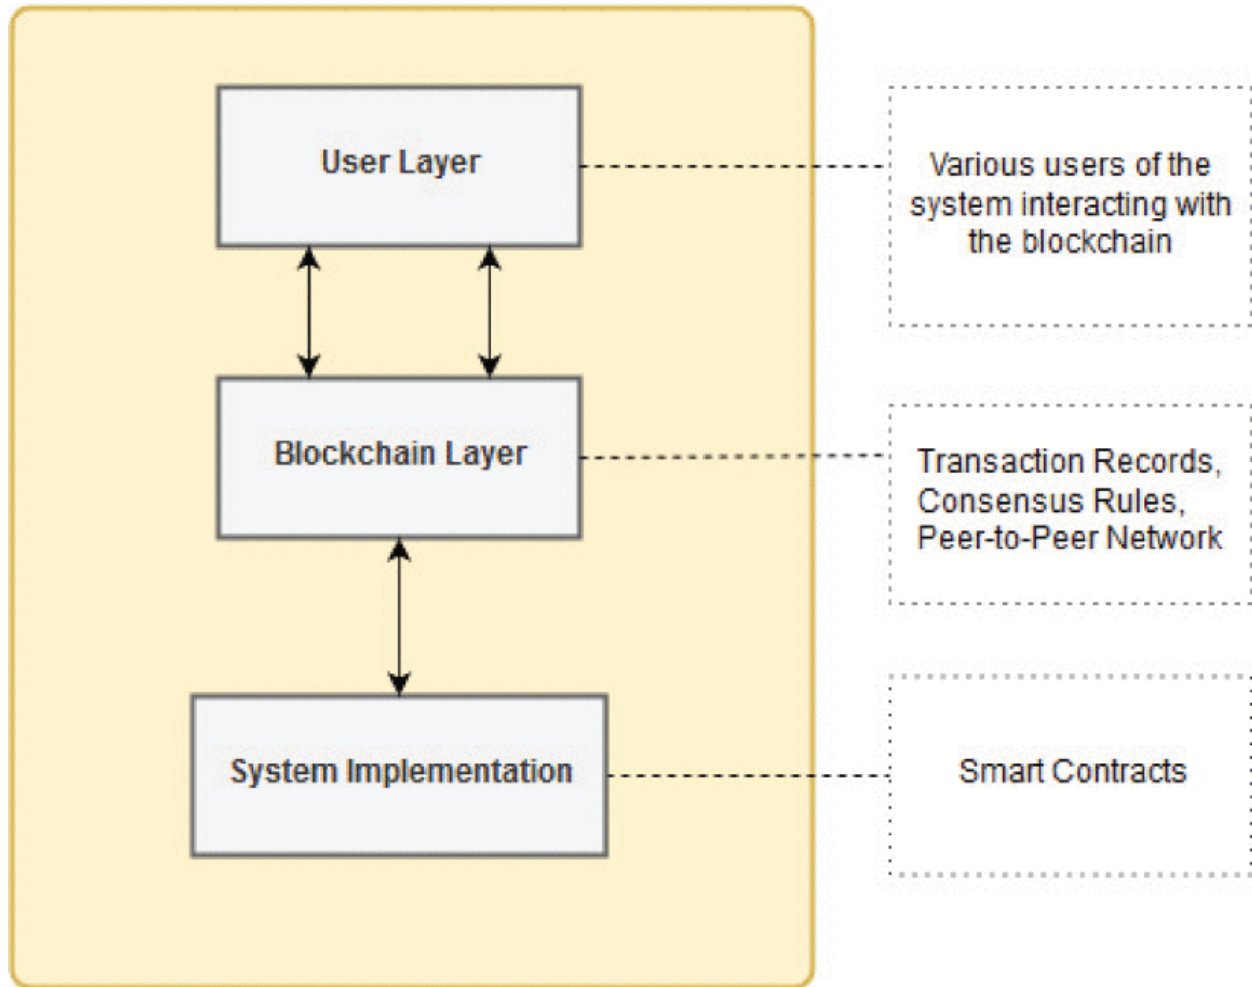 User Layer
Various users of the
system interacting with
the blockchain
Blockchain Layer
Transaction Records,
Consensus Rules,
Peer-to-Peer Network
System Implementation
Smart Contracts